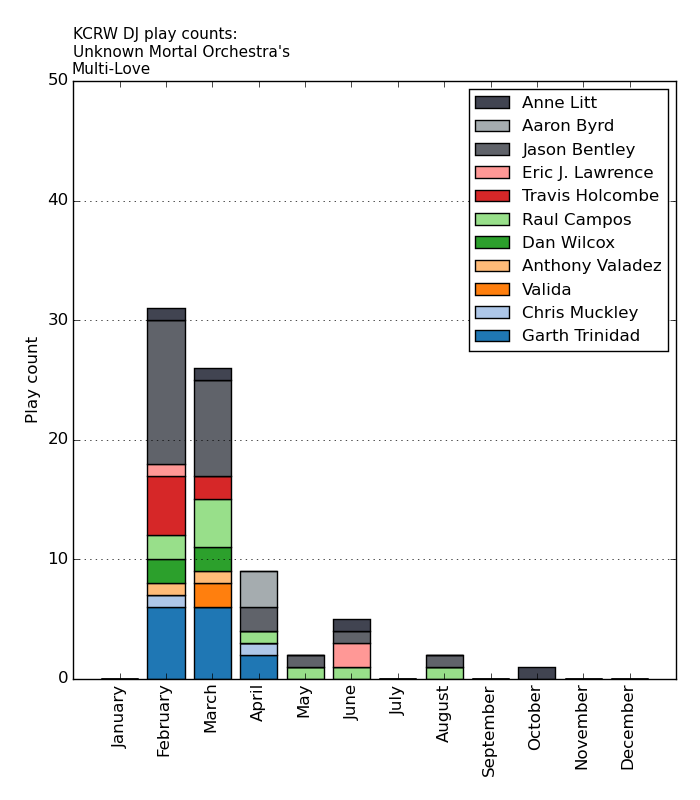 KCRW DJ play counts:
Unknown Mortal Orchestra's
Multi-Love
50
40
30
20
10
0
Play count
Anne Litt
Aaron Byrd
Jason Bentley
Eric J. Lawrence
Travis Holcombe
Raul Campos
Dan Wilcox
Anthony Valadez
Valida
Chris Muckley
Garth Trinidad
January
February
March
April
May
June
July
August
September
October
November
December